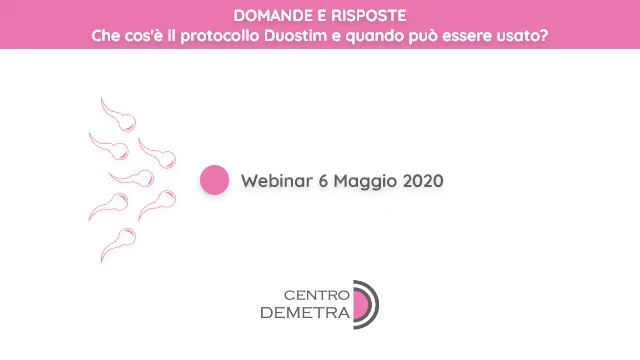 DOMANDE E RISPOSTE
Che cos'è il protocollo Duostim e quando può essere usato?
Webinar 6 Maggio 2020
CENTRO
DEMETRA